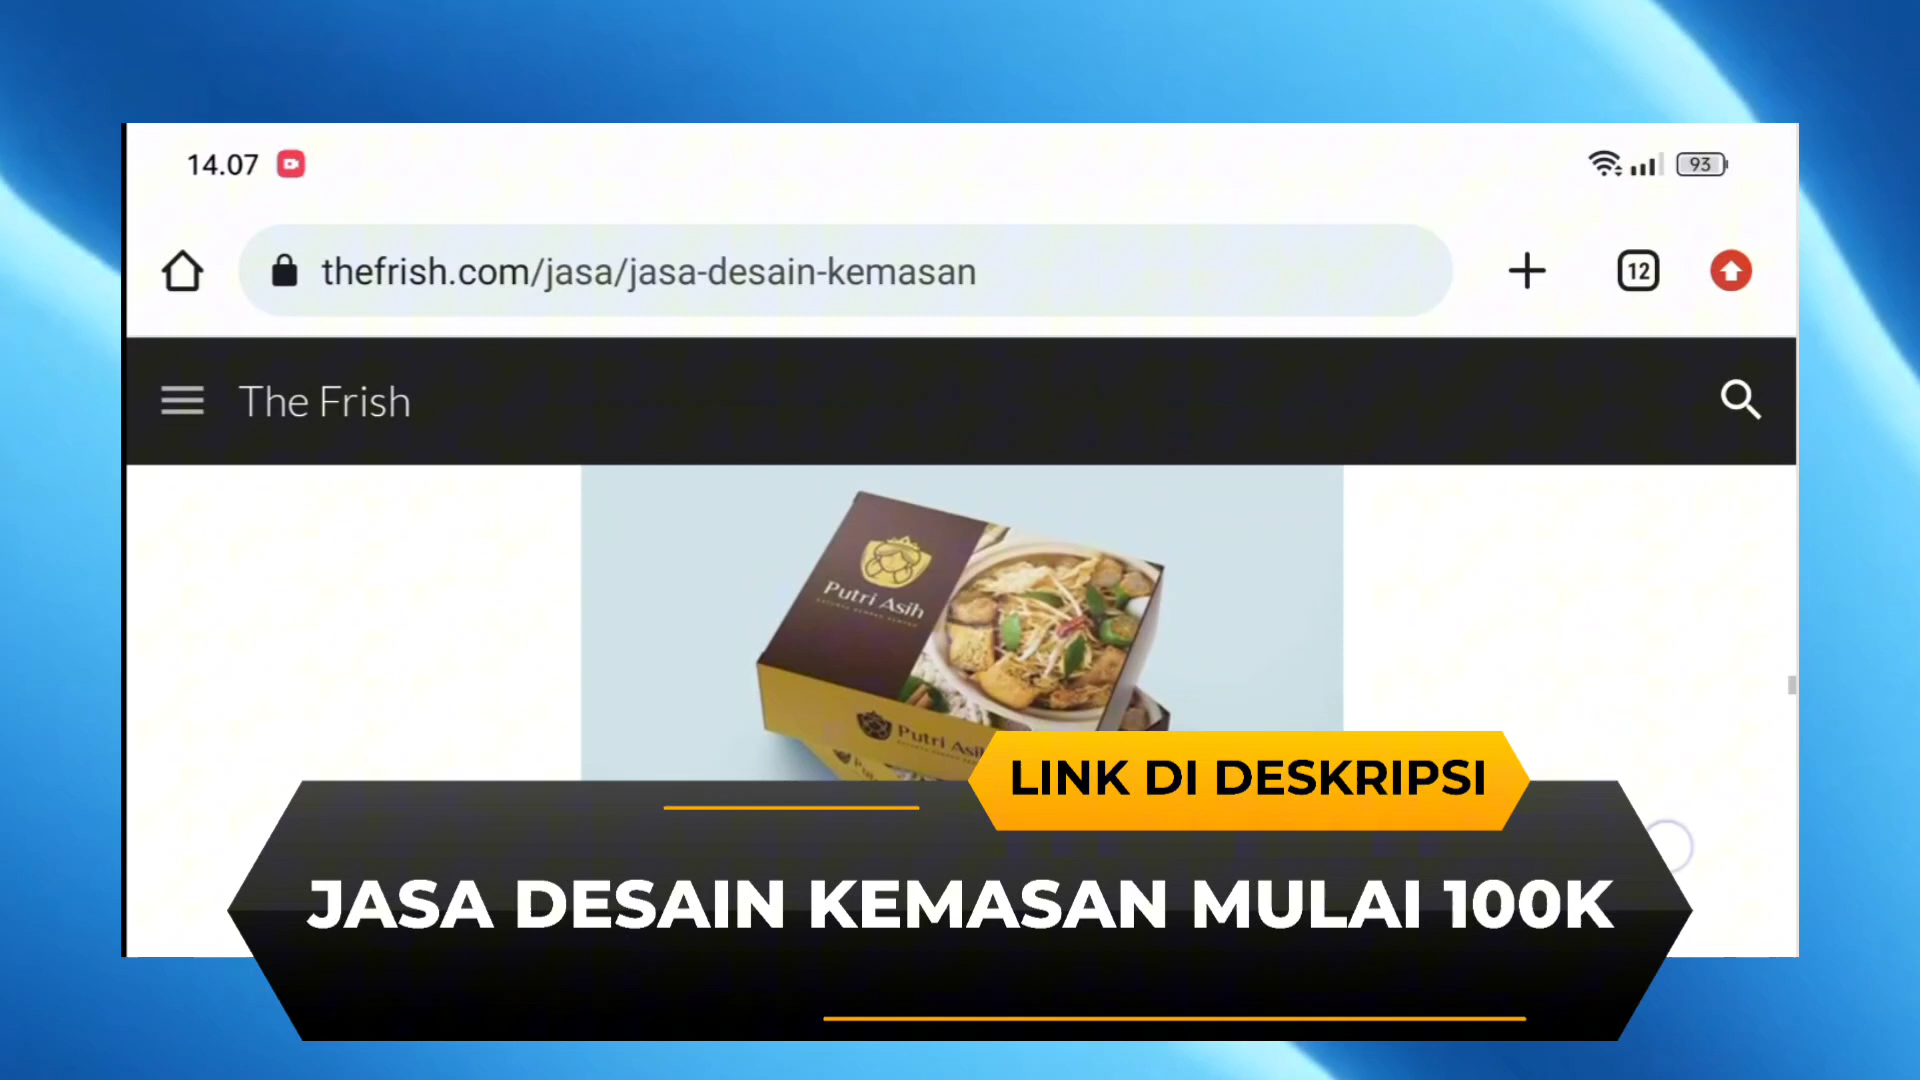 14.07
93
thefrish.com/jasa/jasa-desain-kemasan
12
The Frish
Putri Asih
Putri Asih
LINK DI DESKRIPSI
JASA DESAIN KEMASAN MULAI 100K